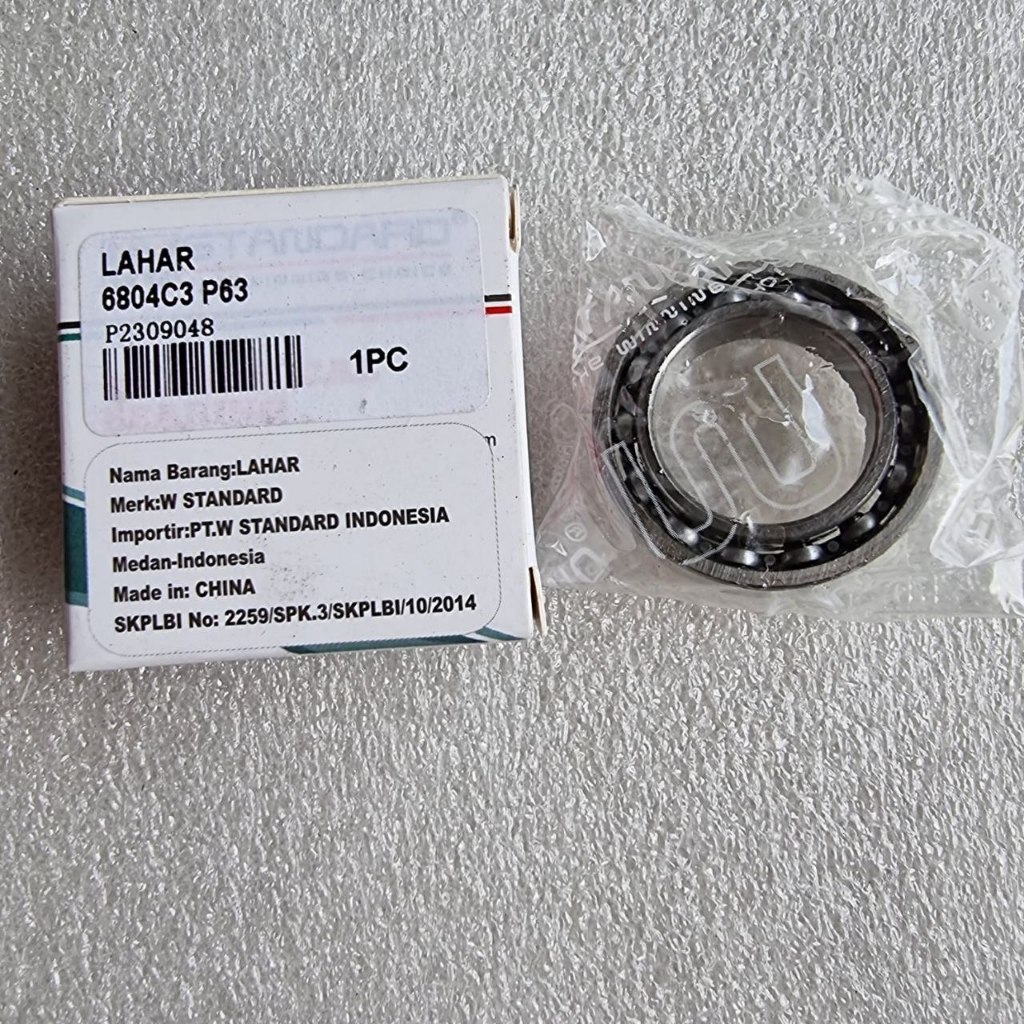 LAHAR
6804C3 P63
P2309048
1PC
Nama Barang:LAHAR
Merk:W STANDARD
Importir:PT.W STANDARD INDONESIA
Medan-Indonesia
Made in: CHINA
SKPLBI No: 2259/SPK.3/SKPLBI/10/2014